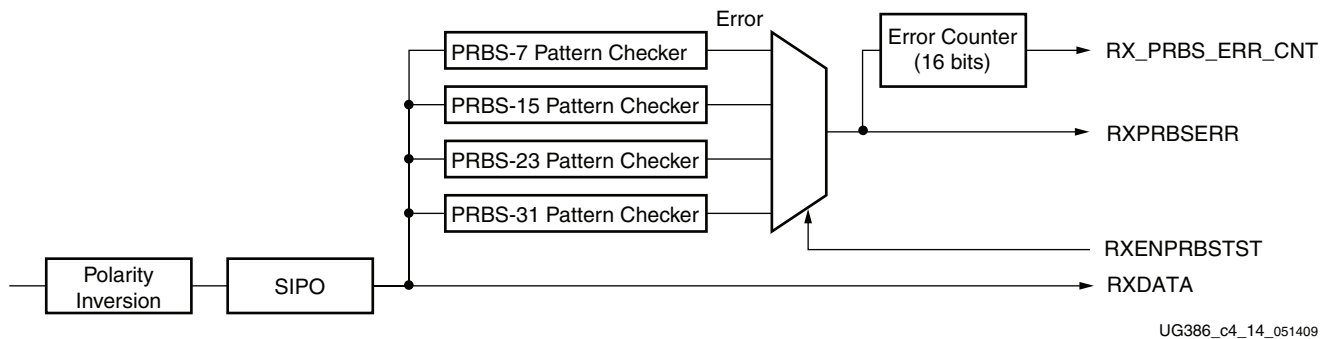 Error
PRBS-7 Pattern Checker
Error Counter
(16 bits)
RX_PRBS_ERR_CNT
PRBS-15 Pattern Checker
RXPRBSERR
PRBS-23 Pattern Checker
PRBS-31 Pattern Checker
RXENPRBSTST
Polarity
Inversion
SIPO
RXDATA
UG386_c4_14_051409